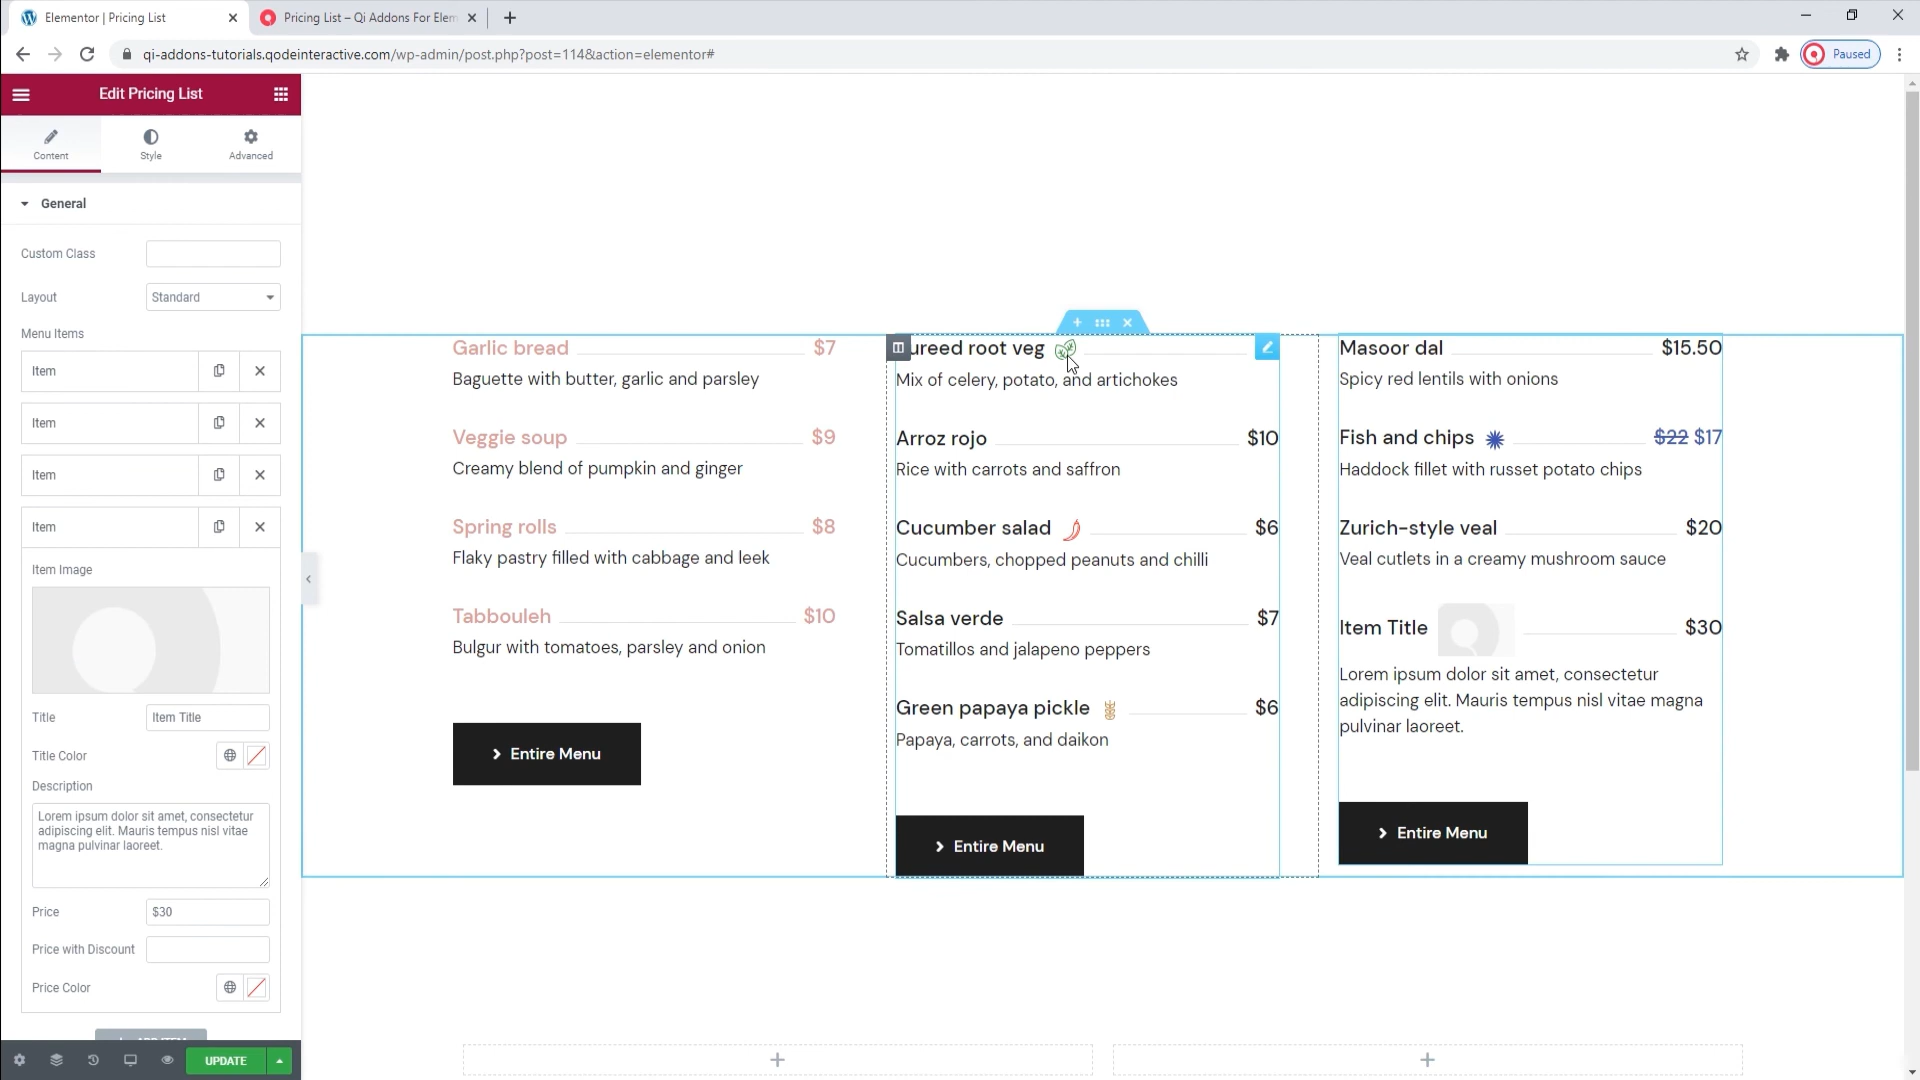 Elementor | Pricing List
Pricing List – Qi Addons For Elem
qi-addons-tutorials.qodeinteractive.com/wp-admin/post.php?post=114&action=elementor#
Paused
Edit Pricing List
Content
Style
Advanced
General
Custom Class
Layout
Standard
Menu Items
Item
Item
Item
Item
Item Image
Title
Item Title
Title Color
Description
Lorem ipsum dolor sit amet, consectetur
adipiscing elit. Mauris tempus nisl vitae
magna pulvinar laoreet.
Price
$30
Price with Discount
Price Color
UPDATE
Garlic bread $7
Baguette with butter, garlic and parsley
Veggie soup $9
Creamy blend of pumpkin and ginger
Spring rolls $8
Flaky pastry filled with cabbage and leek
Tabbouleh $10
Bulgur with tomatoes, parsley and onion
Entire Menu
ureed root veg
Mix of celery, potato, and artichokes
Arroz rojo $10
Rice with carrots and saffron
Cucumber salad $6
Cucumbers, chopped peanuts and chilli
Salsa verde $7
Tomatillos and jalapeno peppers
Green papaya pickle $6
Papaya, carrots, and daikon
Entire Menu
Masoor dal $15.50
Spicy red lentils with onions
Fish and chips $22 $17
Haddock fillet with russet potato chips
Zurich-style veal $20
Veal cutlets in a creamy mushroom sauce
Item Title $30
Lorem ipsum dolor sit amet, consectetur
adipiscing elit. Mauris tempus nisl vitae magna
pulvinar laoreet.
Entire Menu